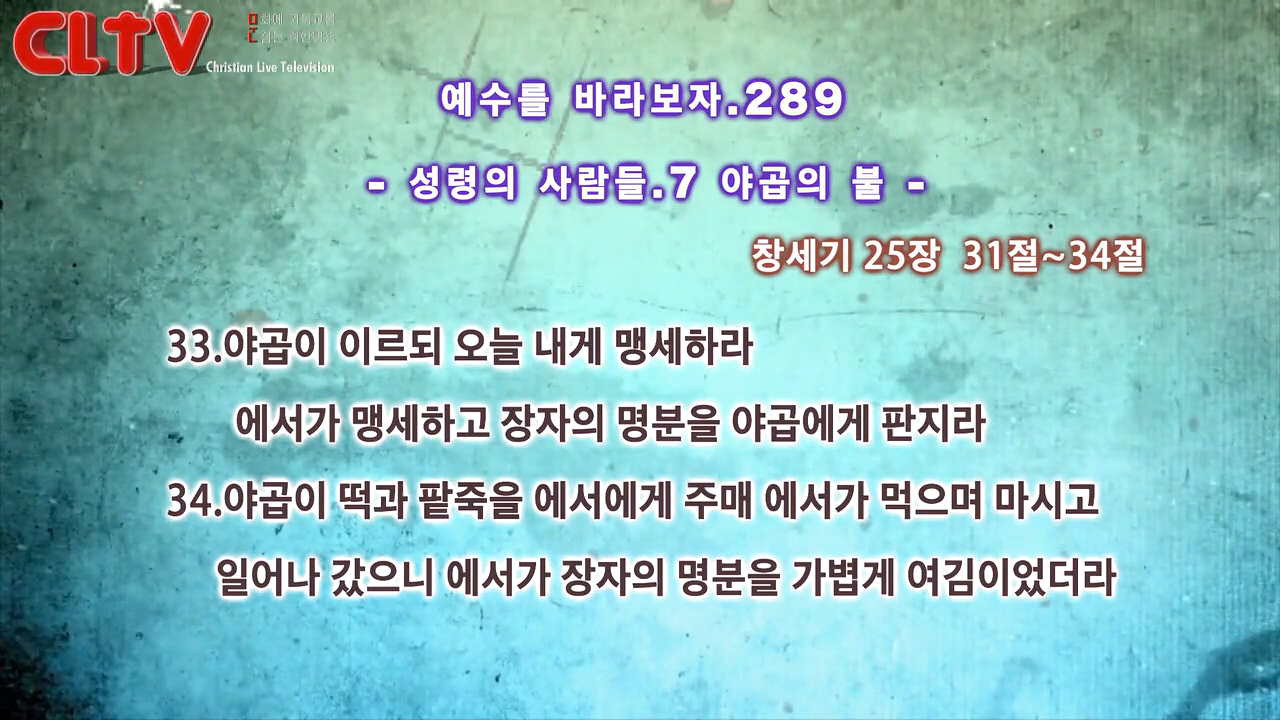 CLTV
Christian Live Television
예수를 바라보자.289
- 성령의 사람들.7 야곱의 불 -
창세기 25장 31절~34절
33.야곱이 이르되 오늘 내게 맹세하라
에서가 맹세하고 장자의 명분을 야곱에게 판지라
34.야곱이 떡과 팥죽을 에서에게 주매 에서가 먹으며 마시고
일어나 갔으니 에서가 장자의 명분을 가볍게 여김이었더라